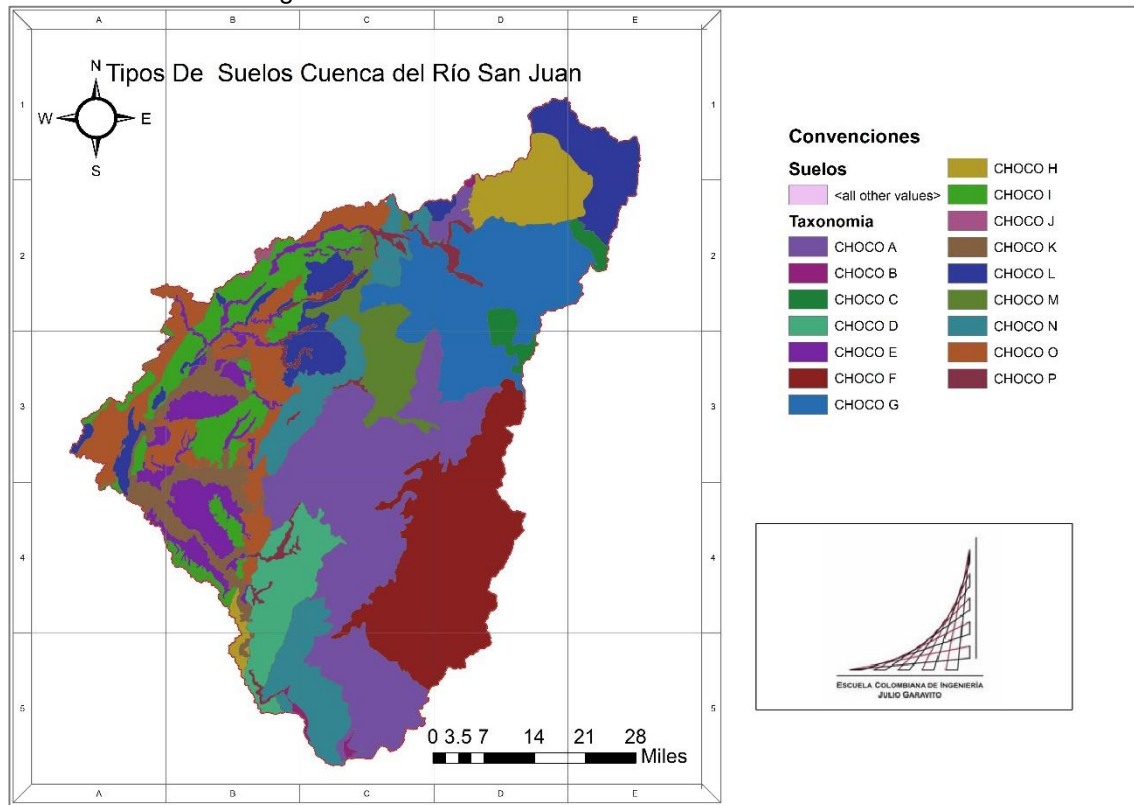 A B C D E
Tipos De Suelos Cuenca del Río San Juan
N
W E
S
1 1
2 2
3 3
4 4
5 5
0 3.5 7 14 21 28
Miles
A B C D E
Convenciones
Suelos
<all other values>
Taxonomia
CHOCO A
CHOCO B
CHOCO C
CHOCO D
CHOCO E
CHOCO F
CHOCO G
CHOCO H
CHOCO I
CHOCO J
CHOCO K
CHOCO L
CHOCO M
CHOCO N
CHOCO O
CHOCO P
ESCUELA COLOMBIANA DE INGENIERÍA
JULIO GARAVITO